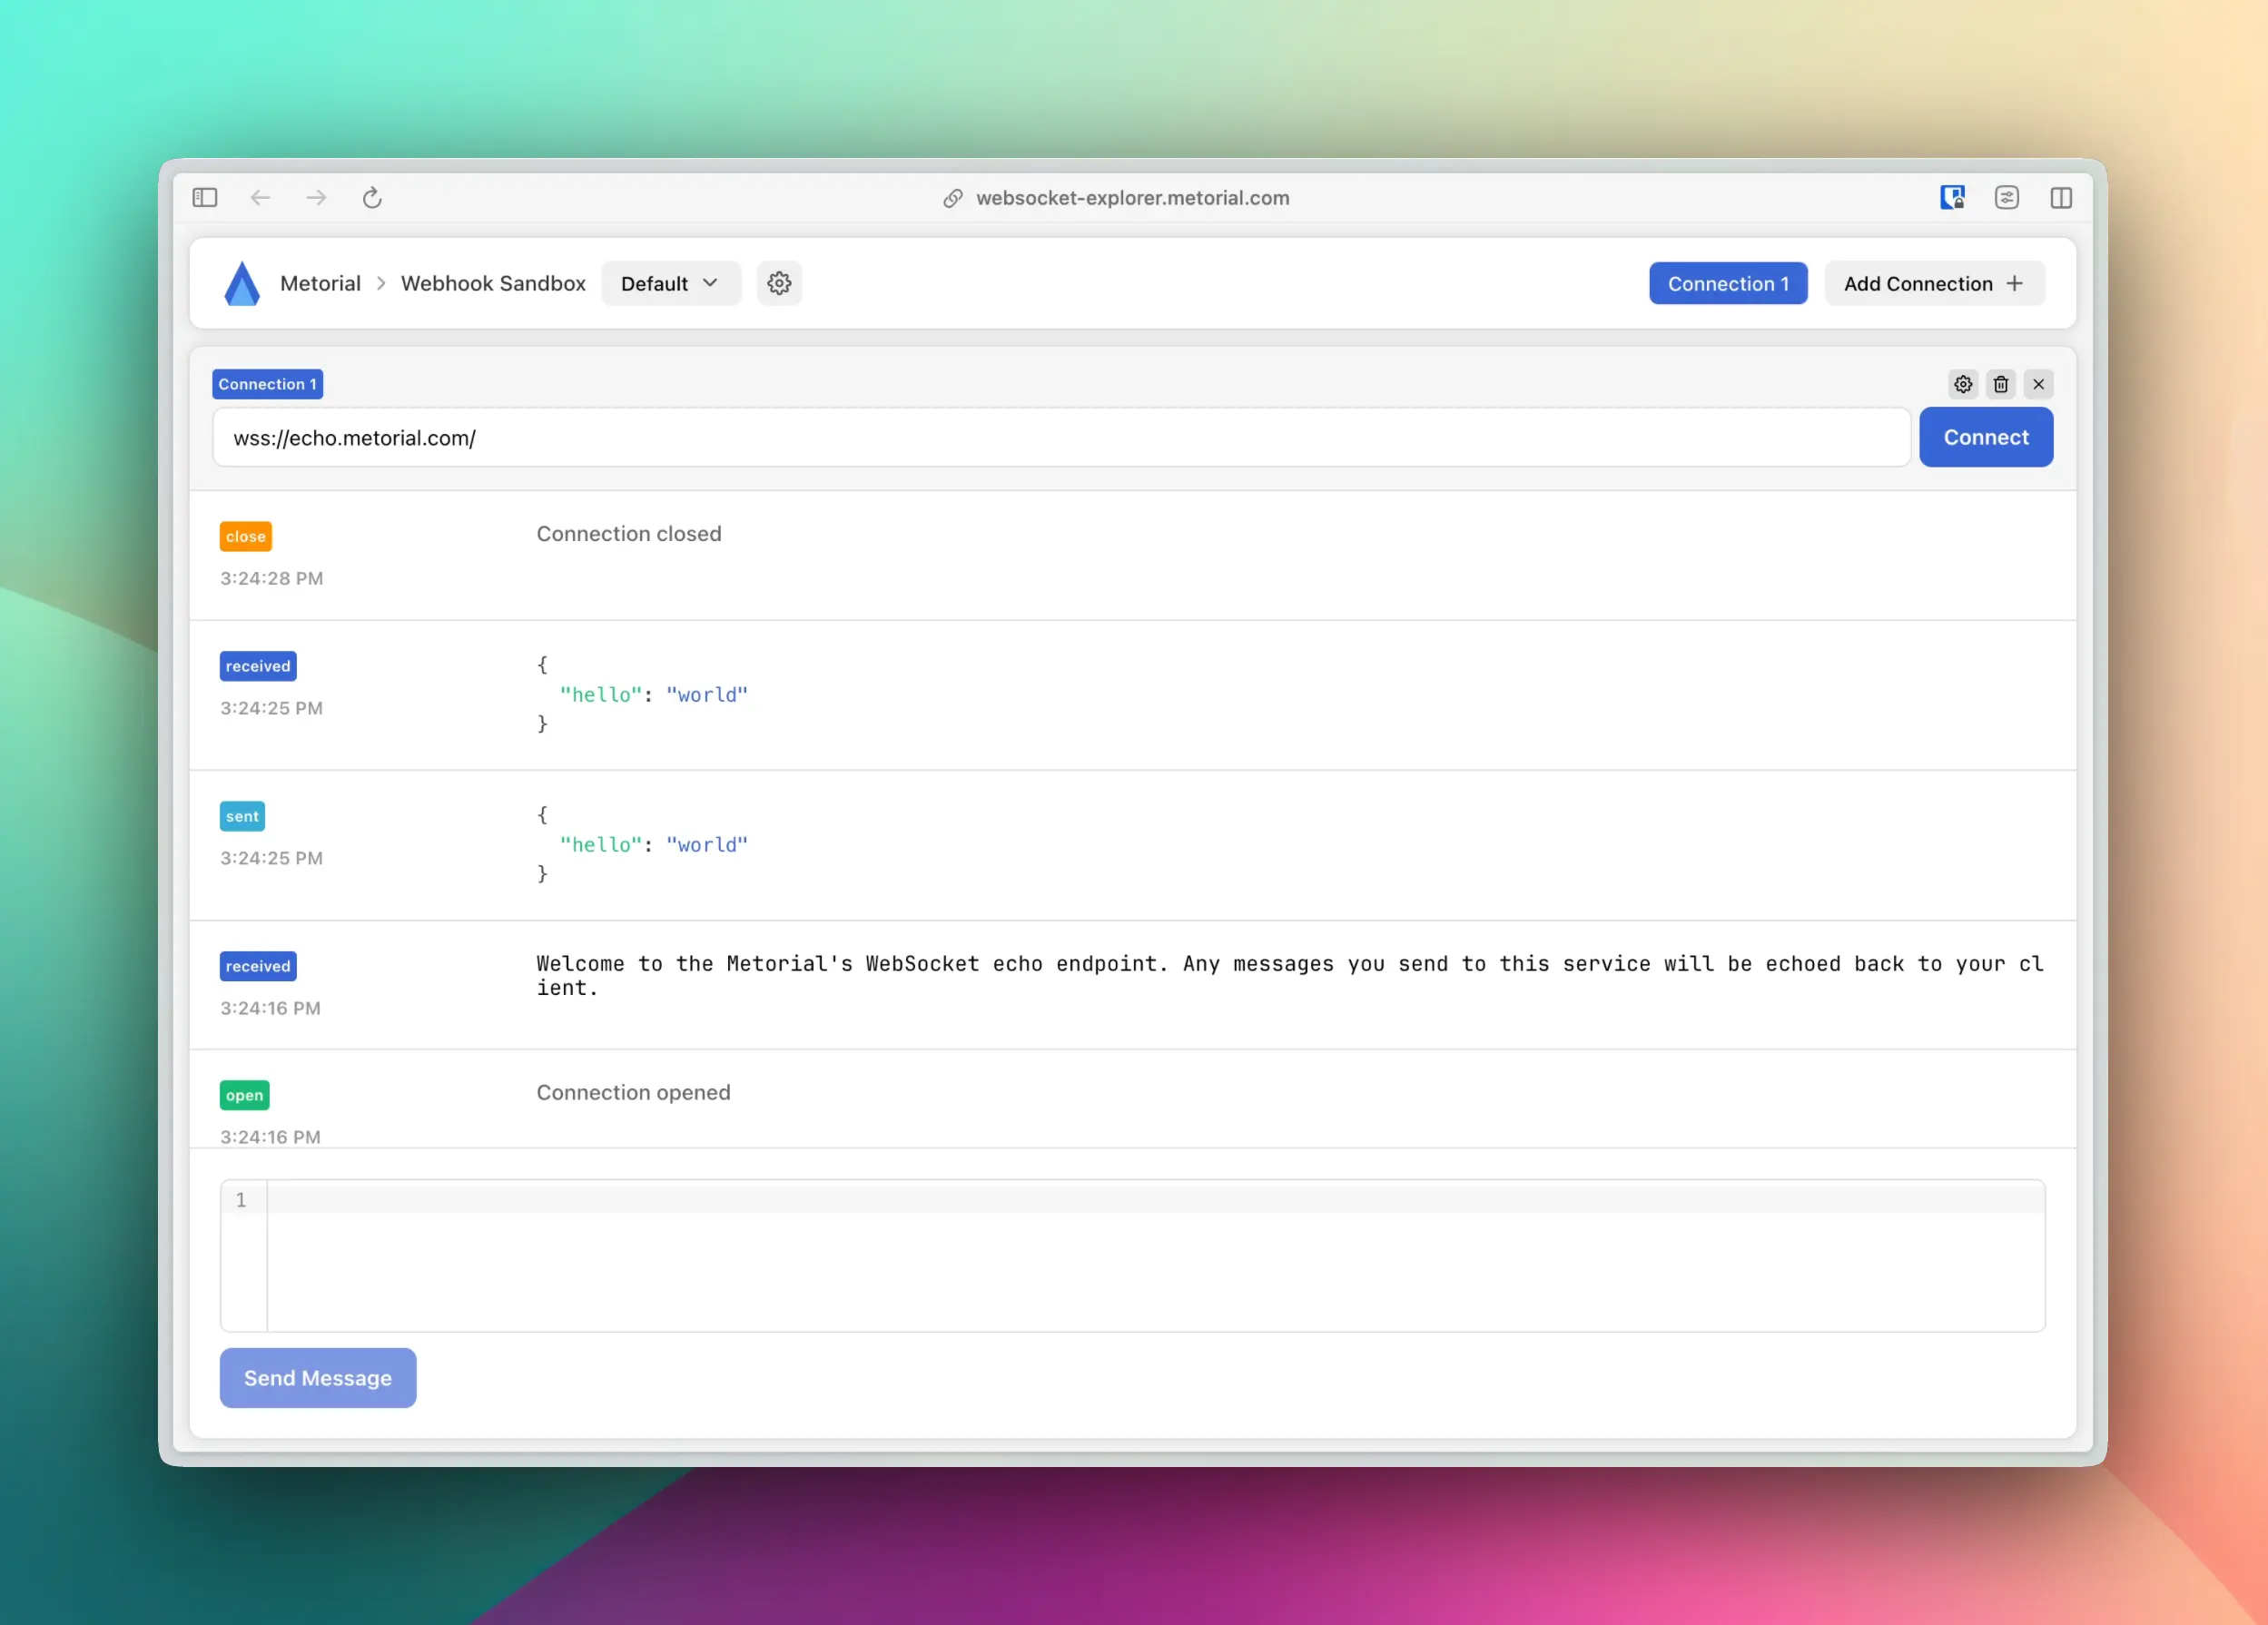 websocket-explorer.metorial.com
Metorial > Webhook Sandbox Default
Connection 1 Add Connection +
Connection 1
wss://echo.metorial.com/
Connect
close
Connection closed
3:24:28 PM
received
{
"hello": "world"
}
3:24:25 PM
sent
{
"hello": "world"
}
3:24:25 PM
received
Welcome to the Metorial's WebSocket echo endpoint. Any messages you send to this service will be echoed back to your cl
ient.
3:24:16 PM
open
Connection opened
3:24:16 PM
1
Send Message